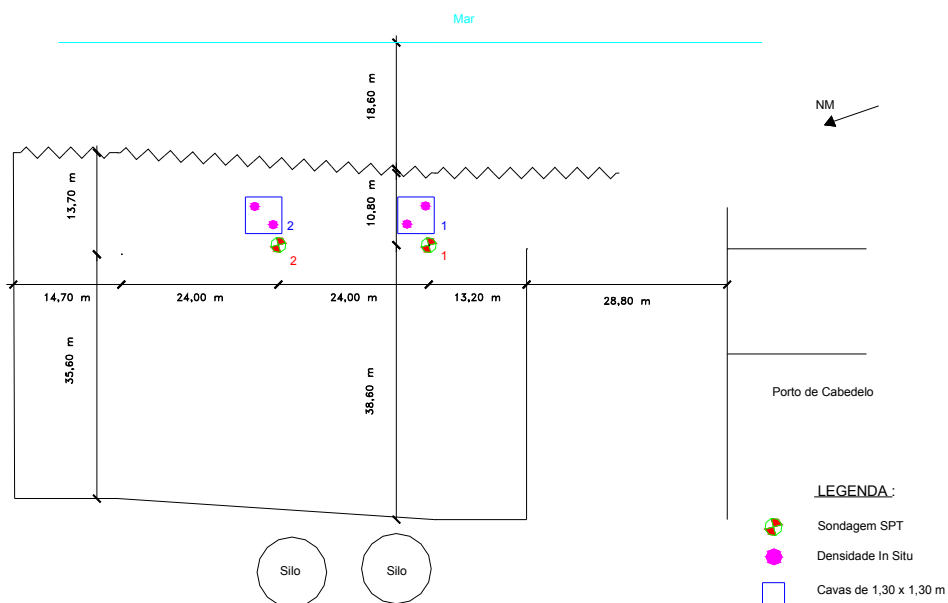 Mar
18,60 m
NM
13,70 m
10,80 m
2
1
2
1
14,70 m
24,00 m
24,00 m
13,20 m
28,80 m
35,60 m
38,60 m
Porto de Cabedelo
LEGENDA :
Sondagem SPT
Densidade In Situ
Cavas de 1,30 x 1,30 m
Silo
Silo